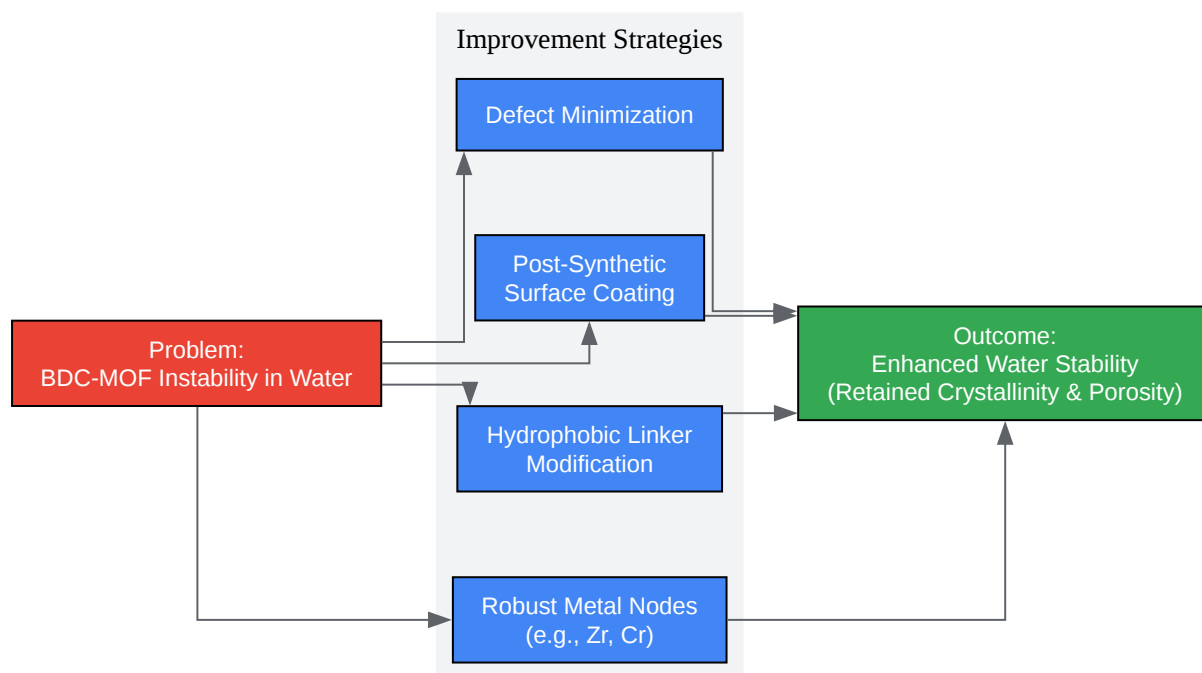 Improvement Strategies
Defect Minimization
Post-Synthetic
Surface Coating
Problem:
BDC-MOF Instability in Water
Outcome:
Enhanced Water Stability
(Retained Crystallinity & Porosity)
Hydrophobic Linker
Modification
Robust Metal Nodes
(e.g., Zr, Cr)